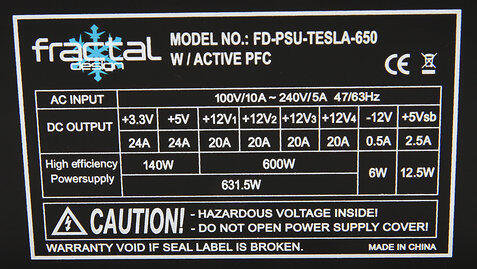 fractal
design
MODEL NO.: FD-PSU-TESLA-650
W / ACTIVE PFC
CE
AC INPUT 100V/10A ~ 240V/5A 47/63Hz
DC OUTPUT +3.3V +5V +12V1 +12V2 +12V3 +12V4 -12V +5Vsb
24A 24A 20A 20A 20A 20A 0.5A 2.5A
High efficiency
Powersupply
140W 600W 6W 12.5W
631.5W
CAUTION!
- HAZARDOUS VOLTAGE INSIDE!
- DO NOT OPEN POWER SUPPLY COVER!
WARRANTY VOID IF SEAL LABEL IS BROKEN. MADE IN CHINA